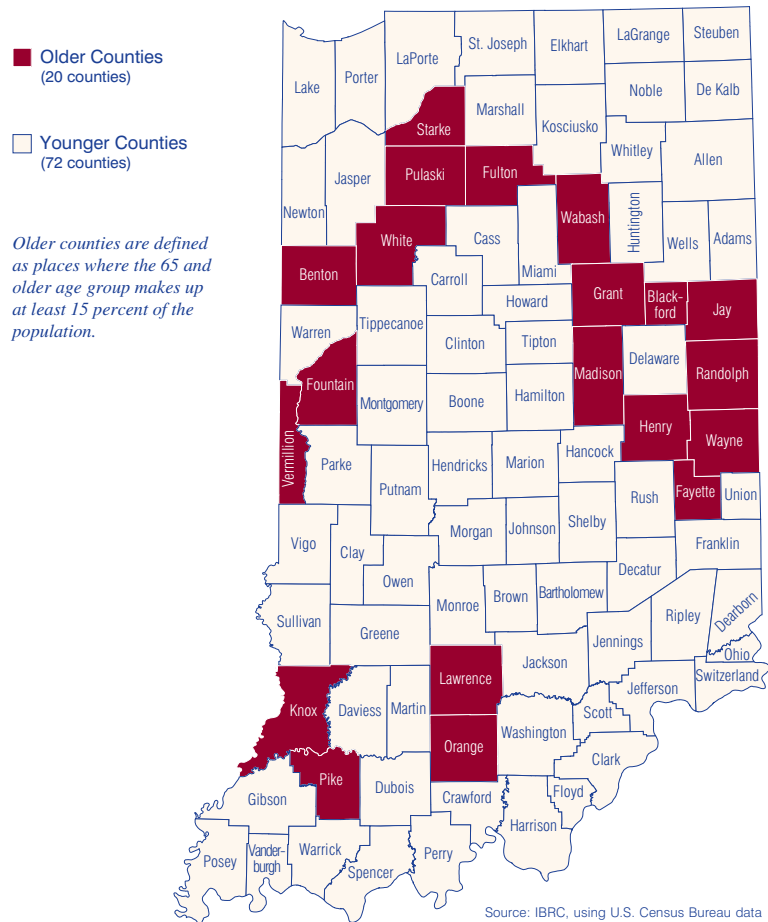 Older Counties
(20 counties)
Younger Counties
(72 counties)
Older counties are defined
as places where the 65 and
older age group makes up
at least 15 percent of the
population.
Lake
Porter
LaPorte
St. Joseph
Elkhart
LaGrange
Steuben
Starke
Marshall
Kosciusko
Noble
De Kalb
Whitley
Allen
Newton
Jasper
Pulaski
Fulton
Wabash
Huntington
Wells
Adams
White
Cass
Miami
Benton
Carroll
Howard
Grant
Black-
ford
Jay
Warren
Tippecanoe
Clinton
Tipton
Madison
Delaware
Randolph
Fountain
Montgomery
Boone
Hamilton
Henry
Wayne
Vermillion
Parke
Putnam
Hendricks
Marion
Hancock
Rush
Fayette
Union
Vigo
Clay
Owen
Morgan
Johnson
Shelby
Decatur
Franklin
Sullivan
Greene
Monroe
Brown
Bartholomew
Jennings
Ripley
Dearborn
Ohio
Switzerland
Knox
Daviess
Martin
Lawrence
Jackson
Jefferson
Scott
Orange
Washington
Clark
Pike
Gibson
Dubois
Crawford
Floyd
Harrison
Posey
Vander-
burgh
Warrick
Spencer
Perry
Source: IBRC, using U.S. Census Bureau data